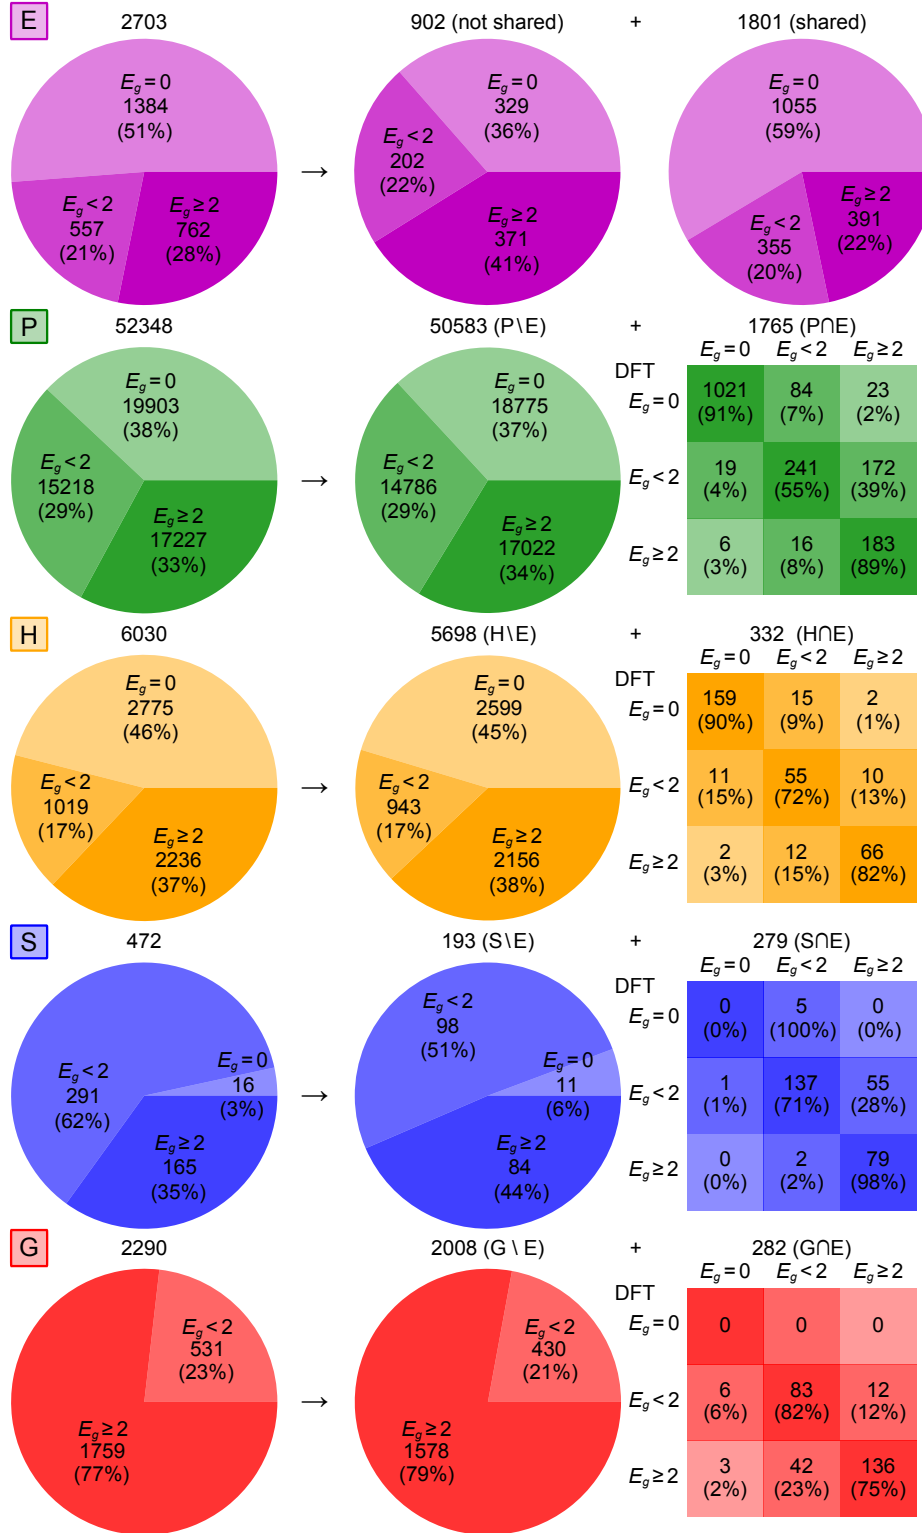 E 2703 902 (not shared) + 1801 (shared)
E_g = 0
1384
(51%)
E_g < 2
557
(21%)
E_g ≥ 2
762
(28%)
→
E_g = 0
329
(36%)
E_g < 2
202
(22%)
E_g ≥ 2
371
(41%)
E_g = 0
1055
(59%)
E_g < 2
355
(20%)
E_g ≥ 2
391
(22%)
P 52348 50583 (P\E) + 1765 (P∩E)
E_g = 0
19903
(38%)
E_g < 2
15218
(29%)
E_g ≥ 2
17227
(33%)
→
E_g = 0
18775
(37%)
E_g < 2
14786
(29%)
E_g ≥ 2
17022
(34%)
E_g = 0 E_g < 2 E_g ≥ 2
DFT
E_g = 0 1021 84 23
(91%) (7%) (2%)
E_g < 2 19 241 172
(4%) (55%) (39%)
E_g ≥ 2 6 16 183
(3%) (8%) (89%)
H 6030 5698 (H\E) + 332 (H∩E)
E_g = 0
2775
(46%)
E_g < 2
1019
(17%)
E_g ≥ 2
2236
(37%)
→
E_g = 0
2599
(45%)
E_g < 2
943
(17%)
E_g ≥ 2
2156
(38%)
E_g = 0 E_g < 2 E_g ≥ 2
DFT
E_g = 0 159 15 2
(90%) (9%) (1%)
E_g < 2 11 55 10
(15%) (72%) (13%)
E_g ≥ 2 2 12 66
(3%) (15%) (82%)
S 472 193 (S\E) + 279 (S∩E)
E_g < 2
291
(62%)
E_g = 0
16
(3%)
E_g ≥ 2
165
(35%)
→
E_g < 2
98
(51%)
E_g = 0
11
(6%)
E_g ≥ 2
84
(44%)
E_g = 0 E_g < 2 E_g ≥ 2
DFT
E_g = 0 0 5 0
(0%) (100%) (0%)
E_g < 2 1 137 55
(1%) (71%) (28%)
E_g ≥ 2 0 2 79
(0%) (2%) (98%)
G 2290 2008 (G \ E) + 282 (G∩E)
E_g < 2
531
(23%)
E_g ≥ 2
1759
(77%)
→
E_g < 2
430
(21%)
E_g ≥ 2
1578
(79%)
E_g = 0 E_g < 2 E_g ≥ 2
DFT
E_g = 0 0 0 0
E_g < 2 6 83 12
(6%) (82%) (12%)
E_g ≥ 2 3 42 136
(2%) (23%) (75%)